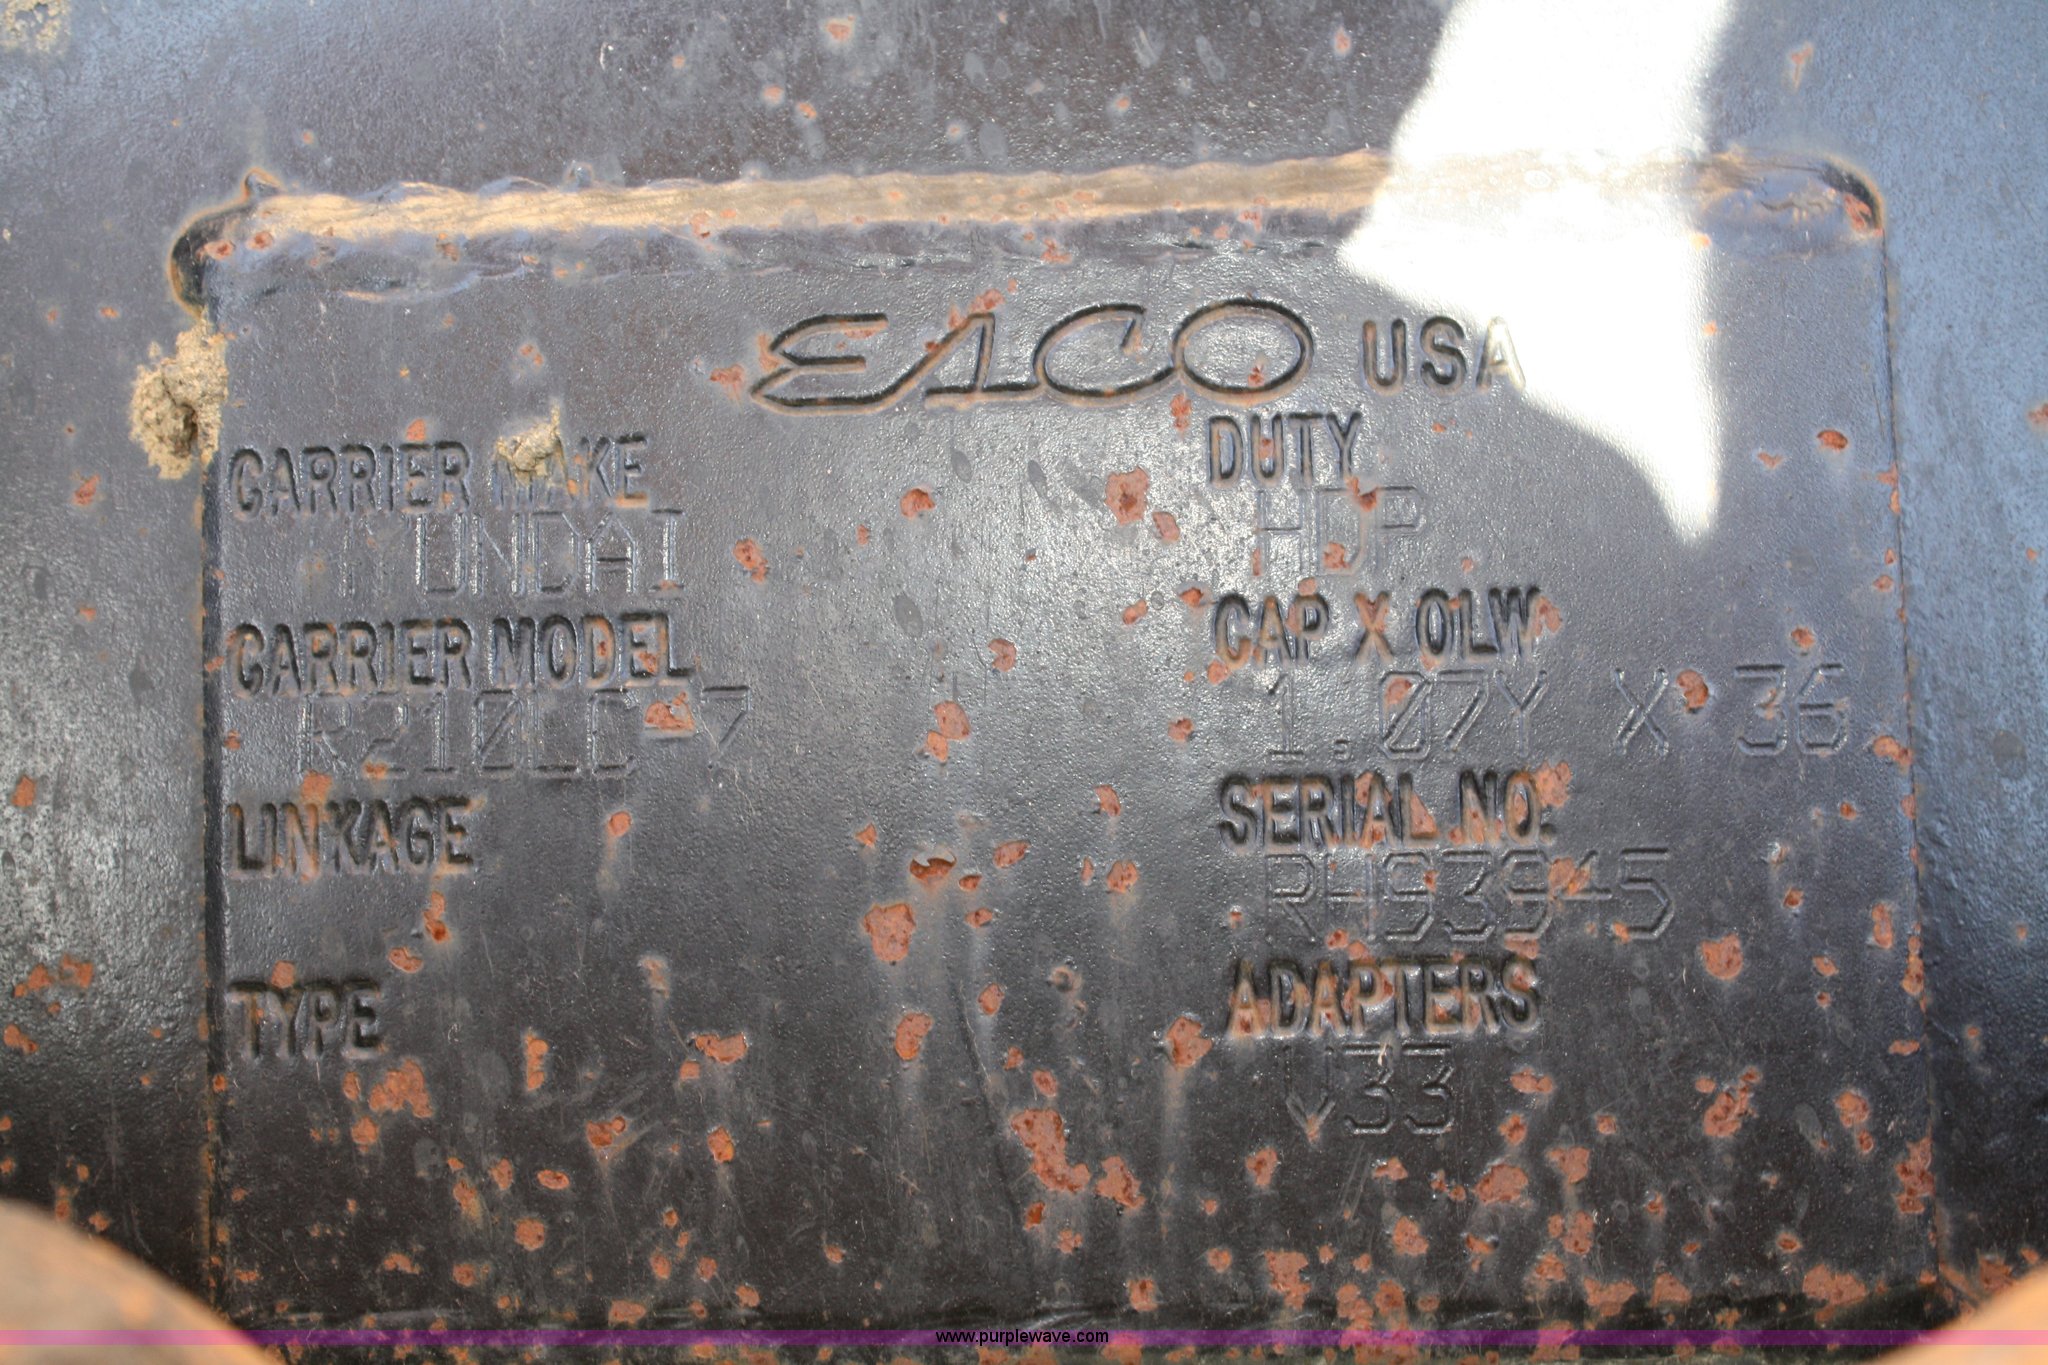 ESCO USA
CARRIER MAKE
HYUNDAI
CARRIER MODEL
R210LC-7
LINKAGE
TYPE
DUTY
HDP
CAP X OLW
1.07Y X 36
SERIAL NO.
RH93945
ADAPTERS
V33
www.purplewave.com